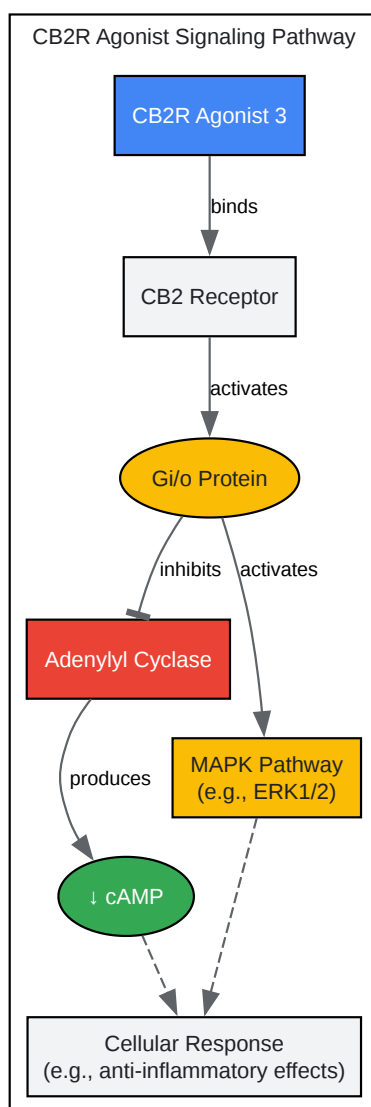 CB2R Agonist Signaling Pathway
CB2R Agonist 3
binds
CB2 Receptor
activates
Gi/o Protein
inhibits
activates
Adenylyl Cyclase
MAPK Pathway
(e.g., ERK1/2)
produces
↓ cAMP
Cellular Response
(e.g., anti-inflammatory effects)